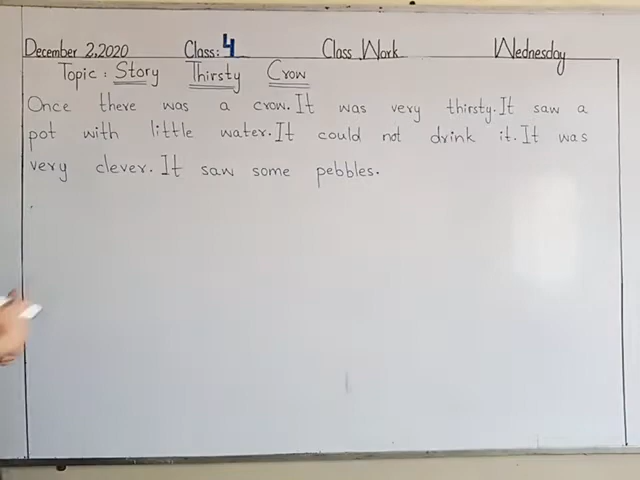 December 2,2020 Class: 4 Class Work Wednesday
Topic: Story Thirsty Crow
Once there was a crow. It was very thirsty. It saw a
pot with little water. It could not drink it. It was
very clever. It saw some pebbles.